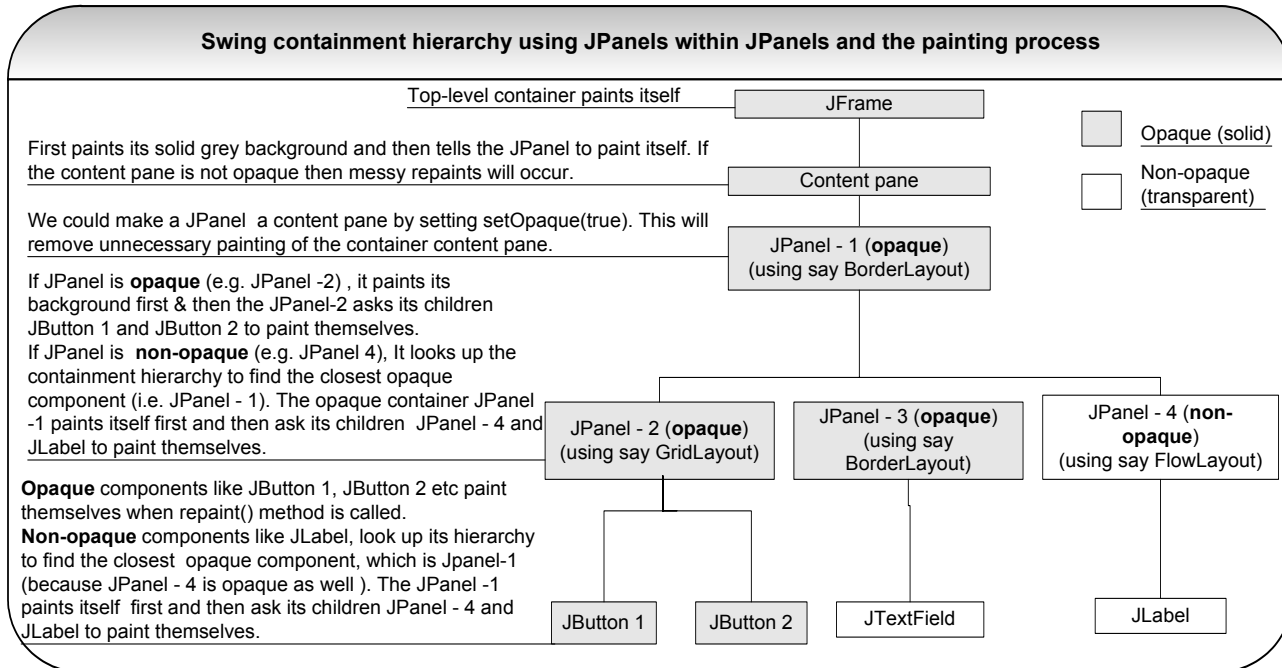 Swing containment hierarchy using JPanels within JPanels and the painting process
Top-level container paints itself
JFrame
Opaque (solid)
Non-opaque
(transparent)
First paints its solid grey background and then tells the JPanel to paint itself. If
the content pane is not opaque then messy repaints will occur.
Content pane
We could make a JPanel a content pane by setting setOpaque(true). This will
remove unnecessary painting of the container content pane.
JPanel - 1 (opaque)
(using say BorderLayout)
If JPanel is opaque (e.g. JPanel -2) , it paints its
background first & then the JPanel-2 asks its children
JButton 1 and JButton 2 to paint themselves.
If JPanel is non-opaque (e.g. JPanel 4), It looks up the
containment hierarchy to find the closest opaque
component (i.e. JPanel - 1). The opaque container JPanel
-1 paints itself first and then ask its children JPanel - 4 and
JLabel to paint themselves.
JPanel - 2 (opaque)
(using say GridLayout)
JPanel - 3 (opaque)
(using say
BorderLayout)
JPanel - 4 (non-
opaque)
(using say FlowLayout)
Opaque components like JButton 1, JButton 2 etc paint
themselves when repaint() method is called.
Non-opaque components like JLabel, look up its hierarchy
to find the closest opaque component, which is Jpanel-1
(because JPanel - 4 is opaque as well ). The JPanel -1
paints itself first and then ask its children JPanel - 4 and
JLabel to paint themselves.
JButton 1
JButton 2
JTextField
JLabel